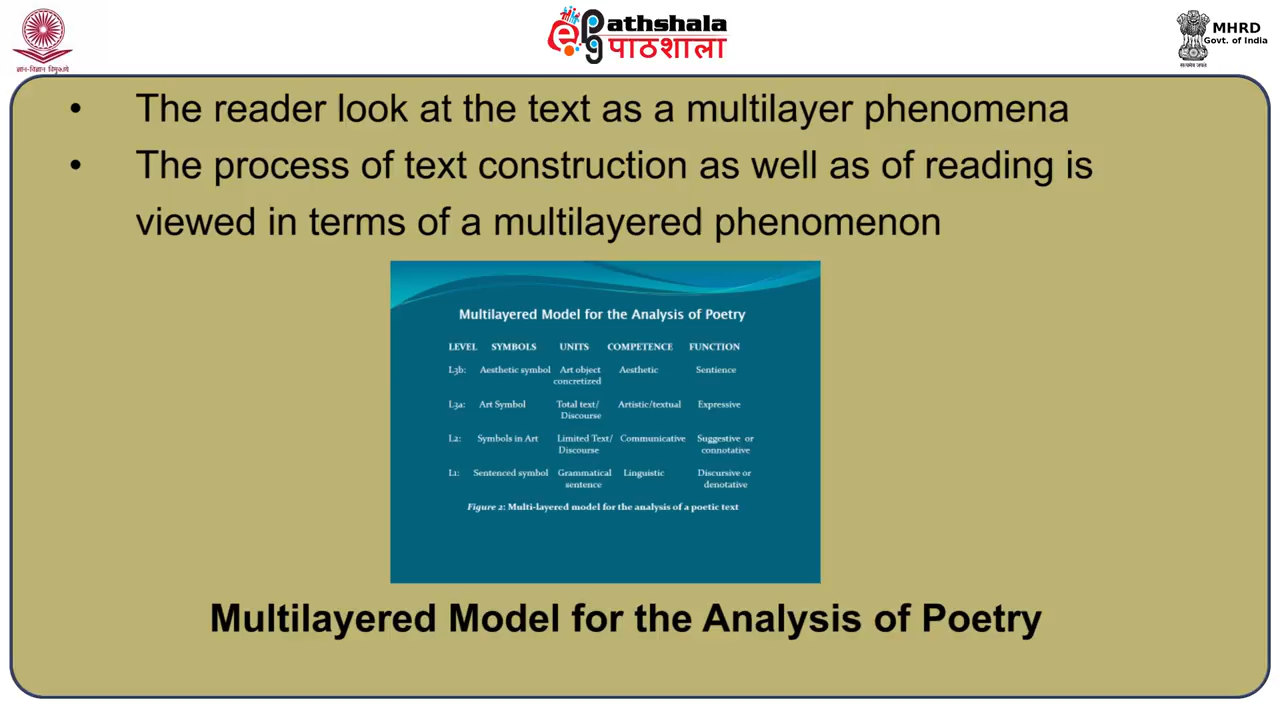 ज्ञान-विज्ञान विमुक्तये
ePG Pathshala
पाठशाला
MHRD
Govt. of India
सत्यमेव जयते
• The reader look at the text as a multilayer phenomena
• The process of text construction as well as of reading is
viewed in terms of a multilayered phenomenon
Multilayered Model for the Analysis of Poetry
LEVEL SYMBOLS UNITS COMPETENCE FUNCTION
L3b: Aesthetic symbol Art object Aesthetic Sentience
concretized
L3a: Art Symbol Total text/ Artistic/textual Expressive
Discourse
L2: Symbols in Art Limited Text/ Communicative Suggestive or
Discourse connotative
L1: Sentenced symbol Grammatical Linguistic Discursive or
sentence denotative
Figure 2: Multi-layered model for the analysis of a poetic text
Multilayered Model for the Analysis of Poetry